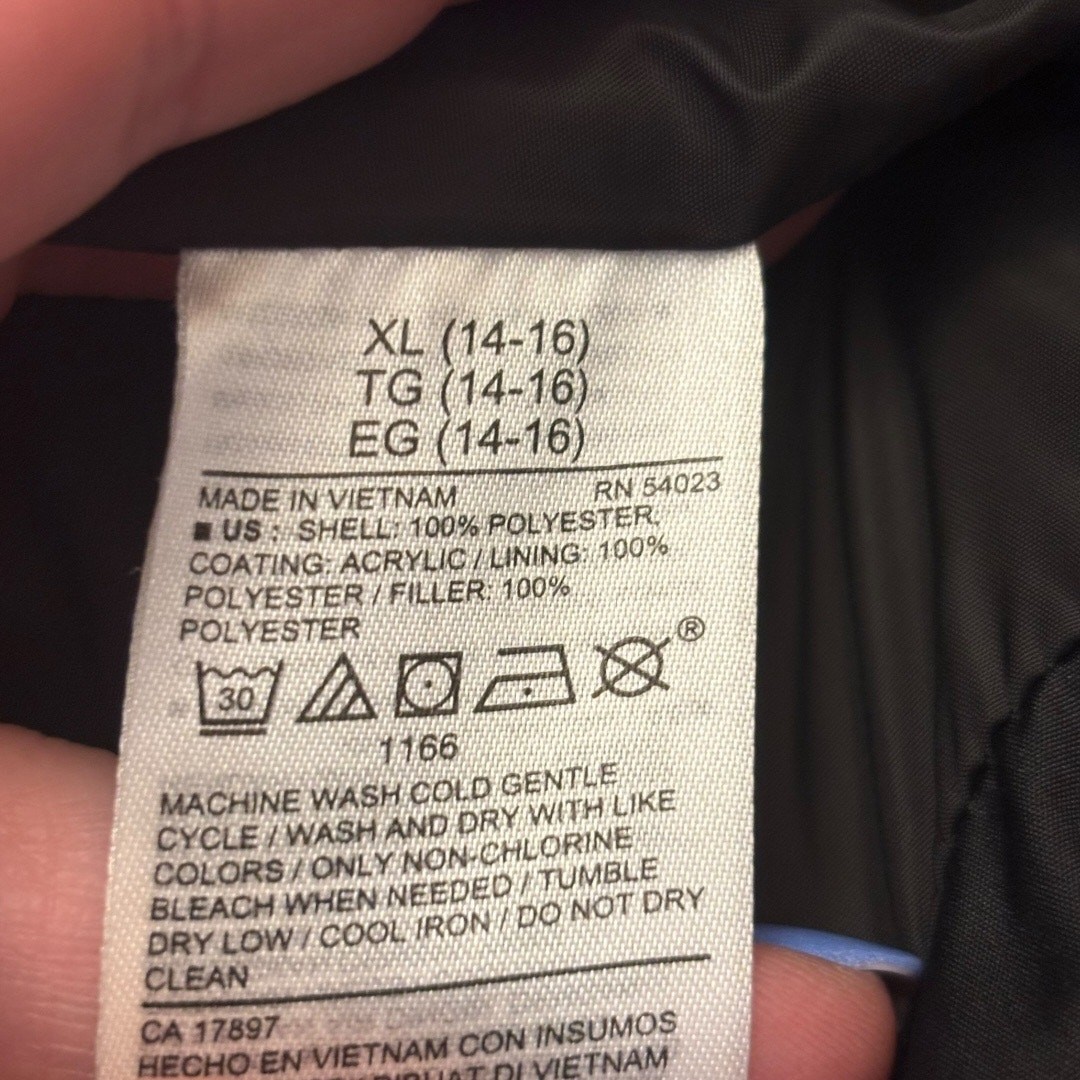 XL (14-16)
TG (14-16)
EG (14-16)
MADE IN VIETNAM RN 54023
■ US : SHELL: 100% POLYESTER,
COATING: ACRYLIC / LINING: 100%
POLYESTER / FILLER: 100%
POLYESTER
30 ®
1166
MACHINE WASH COLD GENTLE
CYCLE / WASH AND DRY WITH LIKE
COLORS / ONLY NON-CHLORINE
BLEACH WHEN NEEDED / TUMBLE
DRY LOW / COOL IRON / DO NOT DRY
CLEAN
CA 17897
HECHO EN VIETNAM CON INSUMOS
DI VIETNAM